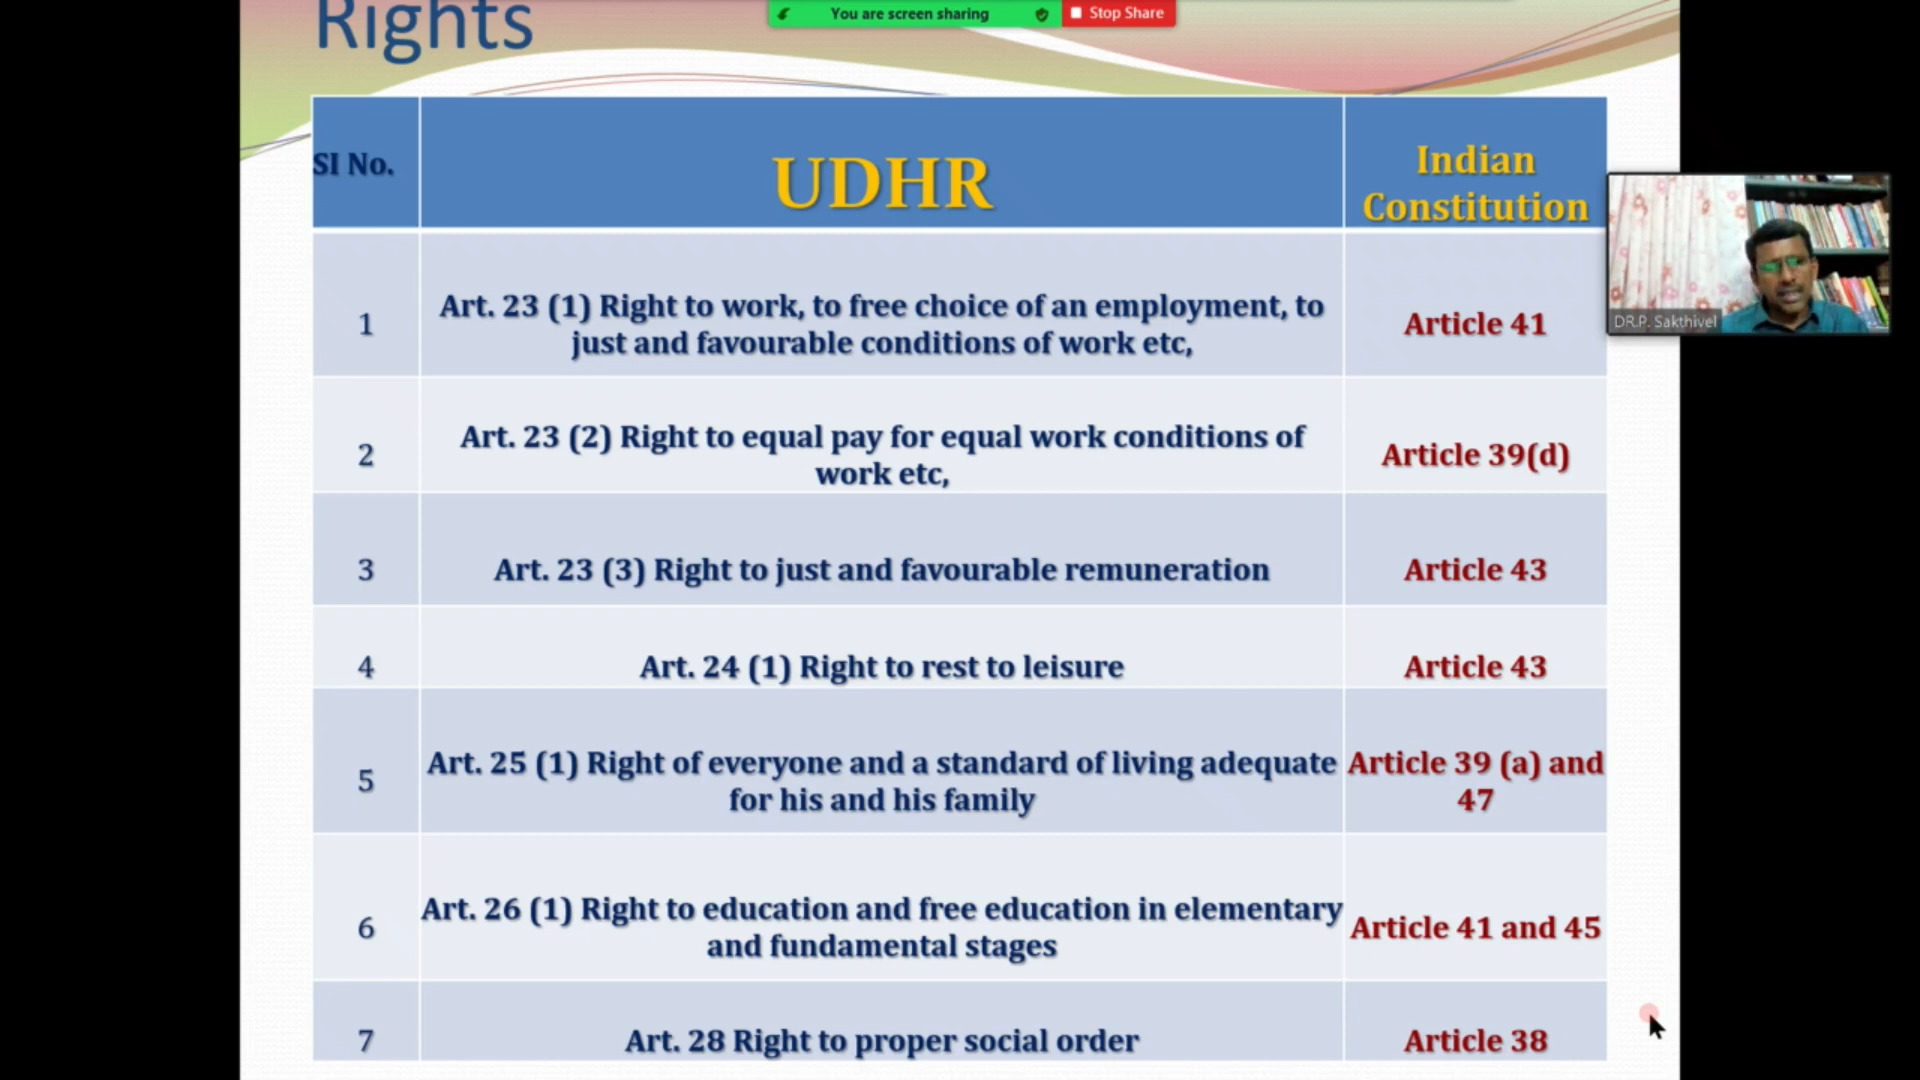 You are screen sharing
Stop Share
Rights
SI No.
UDHR
Indian
Constitution
DR.P. Sakthivel
1
Art. 23 (1) Right to work, to free choice of an employment, to
just and favourable conditions of work etc,
Article 41
2
Art. 23 (2) Right to equal pay for equal work conditions of
work etc,
Article 39(d)
3
Art. 23 (3) Right to just and favourable remuneration
Article 43
4
Art. 24 (1) Right to rest to leisure
Article 43
5
Art. 25 (1) Right of everyone and a standard of living adequate
for his and his family
Article 39 (a) and
47
6
Art. 26 (1) Right to education and free education in elementary
and fundamental stages
Article 41 and 45
7
Art. 28 Right to proper social order
Article 38